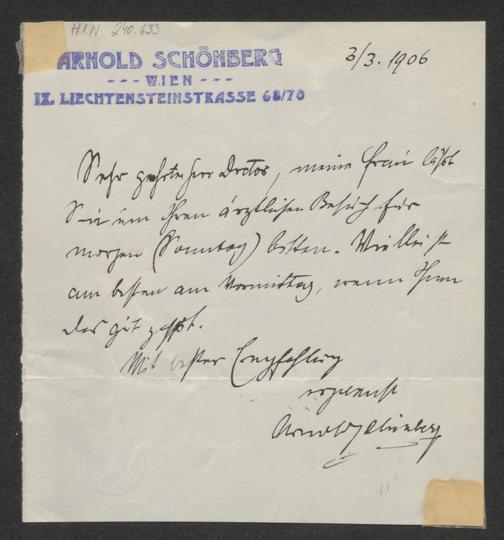 H.I.N. 240.633
ARNOLD SCHÖNBERG
--- WIEN ---
IX. LIECHTENSTEINSTRASSE 68/70
3/3. 1906
Sehr geehrter Herr Doctor, meine Frau läßt
Sie um Ihren ärztlichen Besuch für
morgen (Sonntag) bitten. Vielleicht
am besten am Vormittag, wenn Ihnen
das gut paßt.
Mit bester Empfehlung
ergebenst
Arnold Schönberg